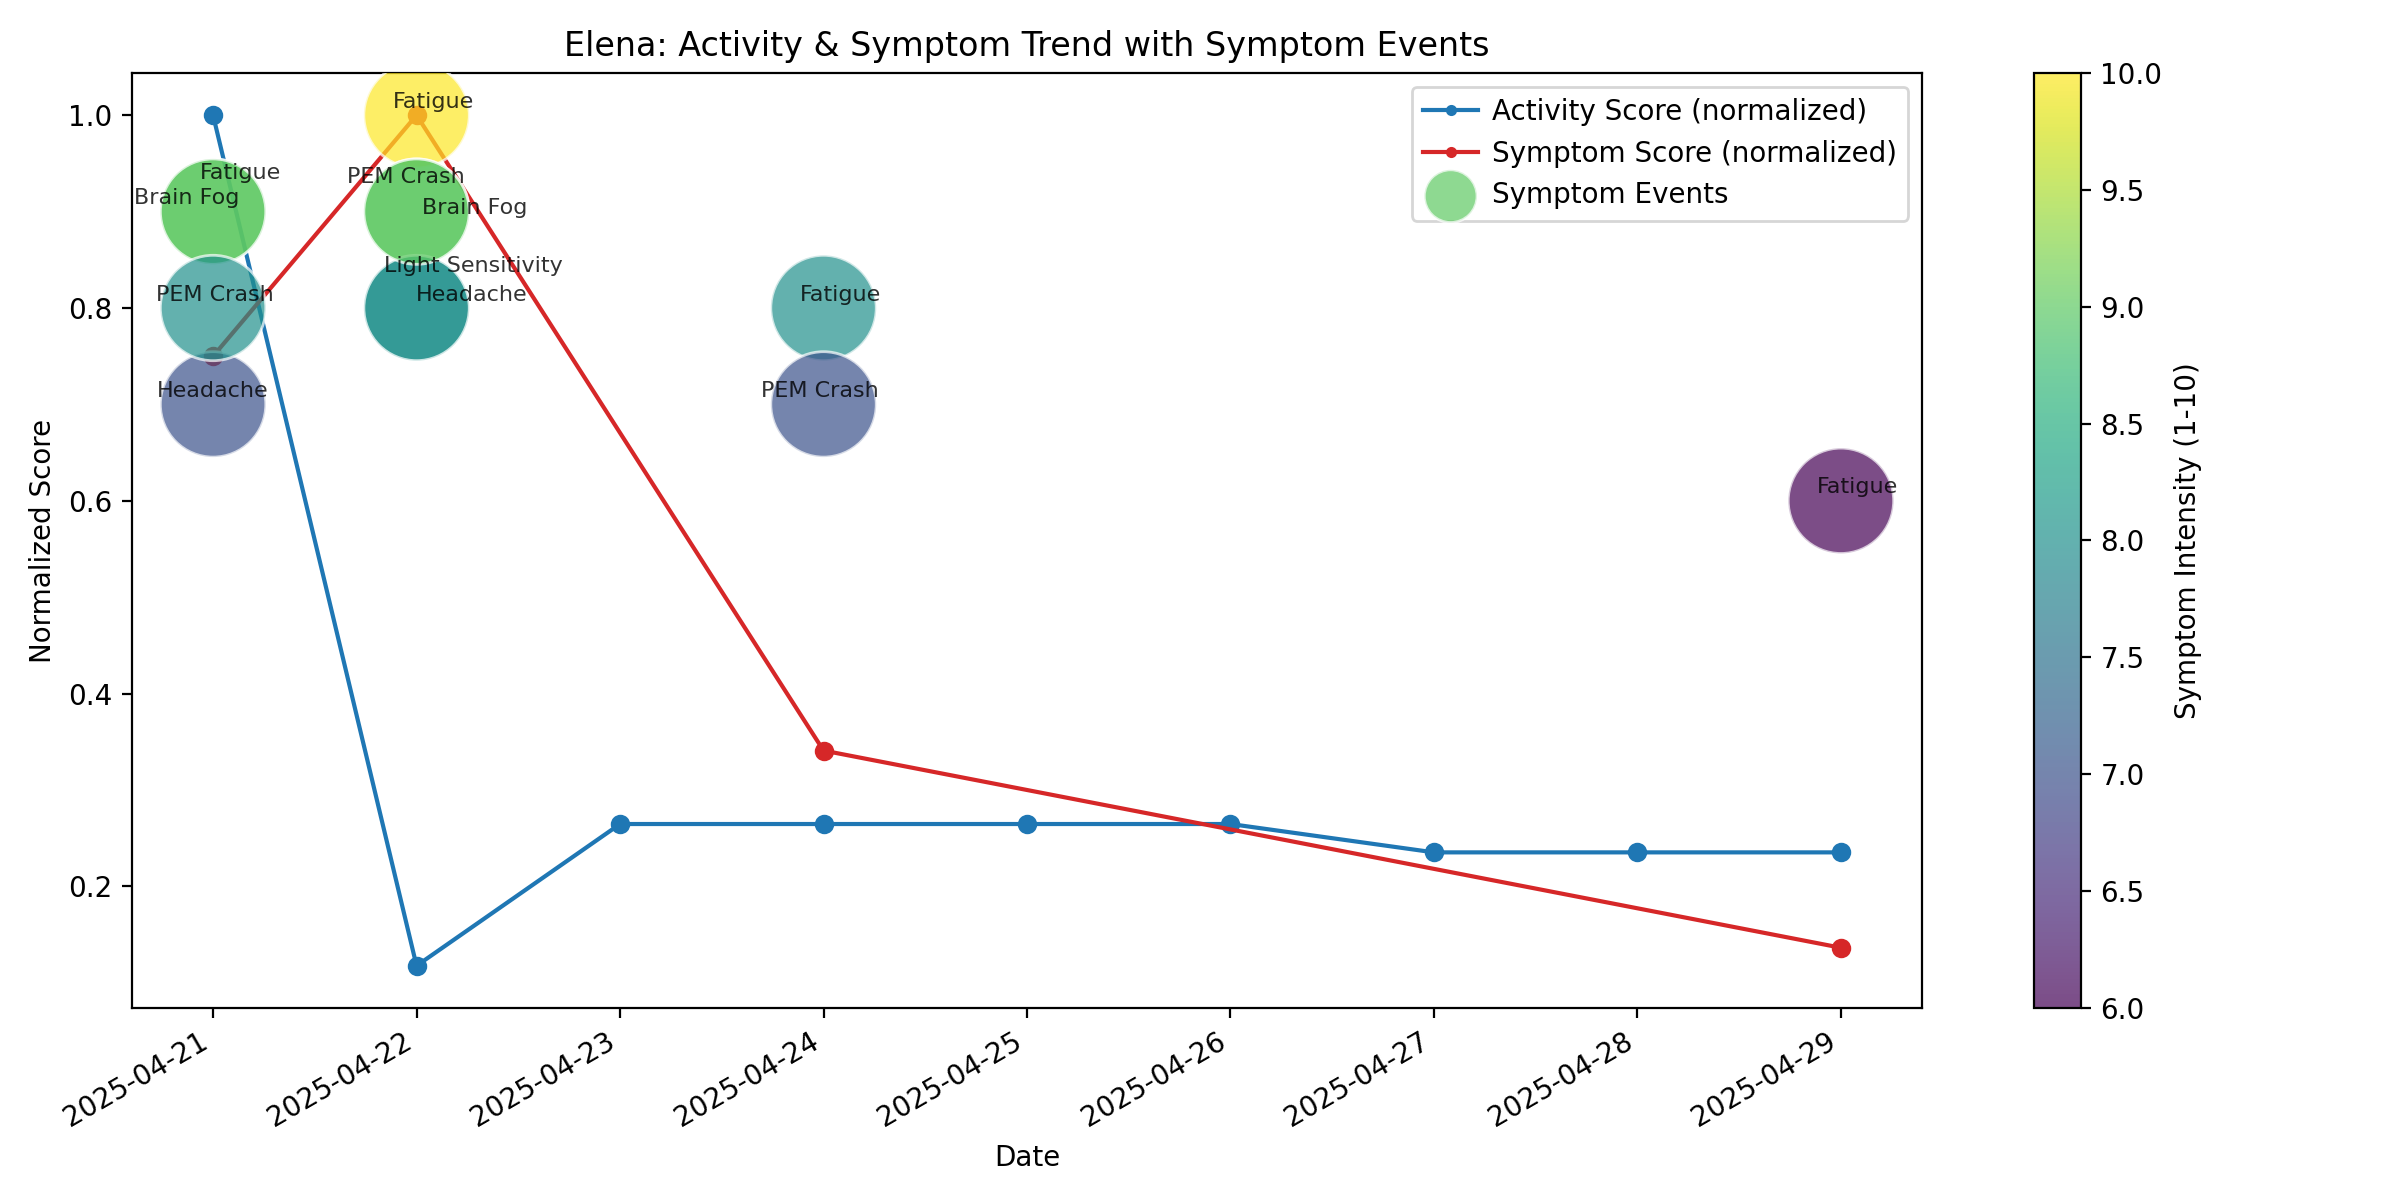 Elena: Activity & Symptom Trend with Symptom Events
Activity Score (normalized)
Symptom Score (normalized)
Symptom Events
Normalized Score
1.0
0.8
0.6
0.4
0.2
Fatigue
Brain Fog
PEM Crash
Headache
Fatigue
PEM Crash
Brain Fog
Light Sensitivity
Headache
Fatigue
PEM Crash
Fatigue
2025-04-21
2025-04-22
2025-04-23
2025-04-24
2025-04-25
2025-04-26
2025-04-27
2025-04-28
2025-04-29
Date
10.0
9.5
9.0
8.5
8.0
7.5
7.0
6.5
6.0
Symptom Intensity (1-10)